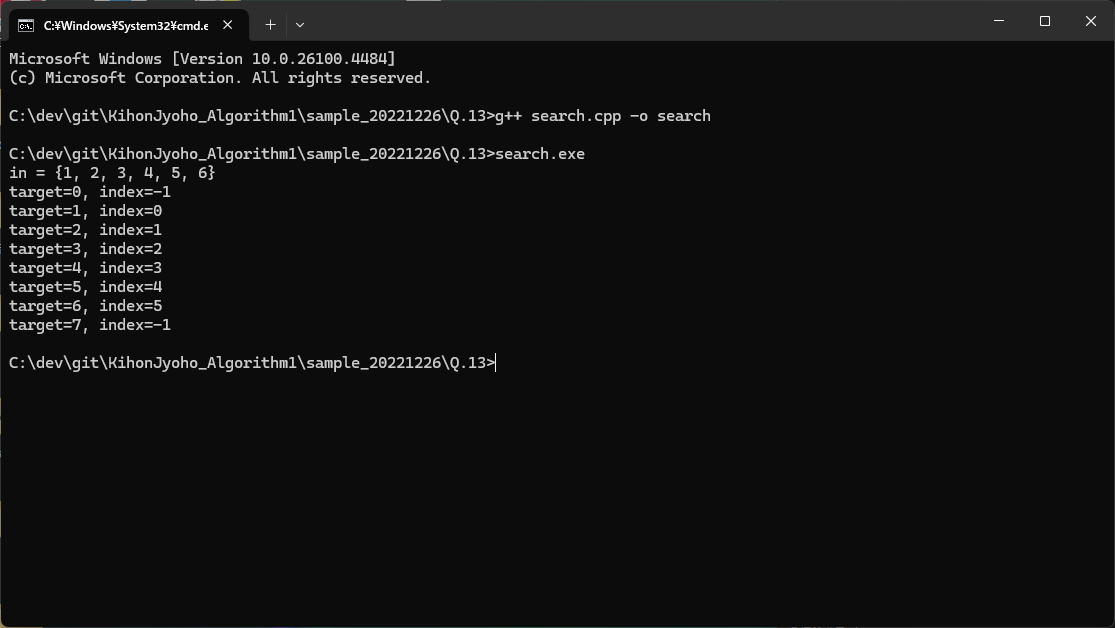 C:¥Windows¥System32¥cmd.e
Microsoft Windows [Version 10.0.26100.4484]
(c) Microsoft Corporation. All rights reserved.
C:\dev\git\KihonJyoho_Algorithm1\sample_20221226\Q.13>g++ search.cpp -o search
C:\dev\git\KihonJyoho_Algorithm1\sample_20221226\Q.13>search.exe
in = {1, 2, 3, 4, 5, 6}
target=0, index=-1
target=1, index=0
target=2, index=1
target=3, index=2
target=4, index=3
target=5, index=4
target=6, index=5
target=7, index=-1
C:\dev\git\KihonJyoho_Algorithm1\sample_20221226\Q.13>